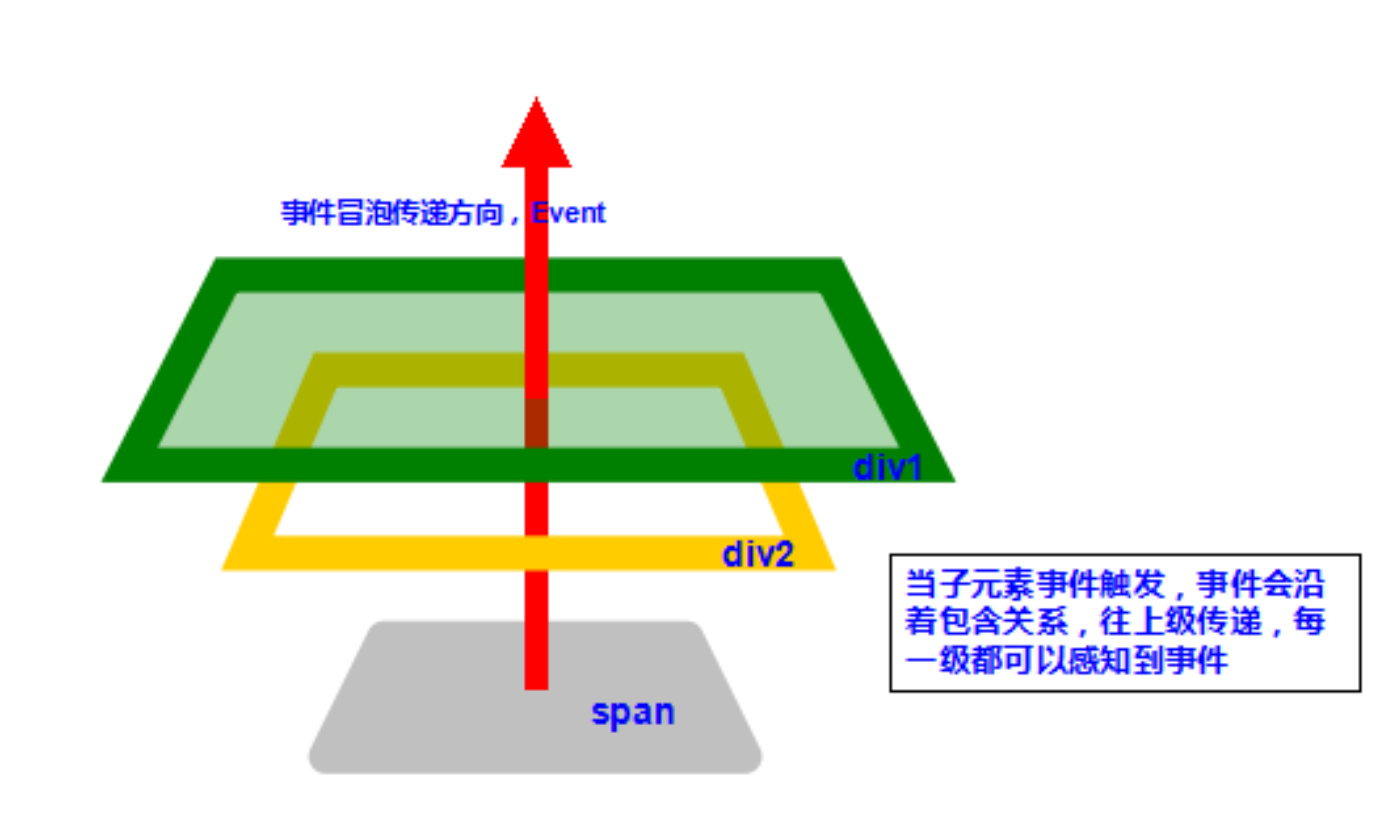 事件冒泡传递方向，Event
div1
div2
当子元素事件触发，事件会沿
着包含关系，往上级传递，每
一级都可以感知到事件
span